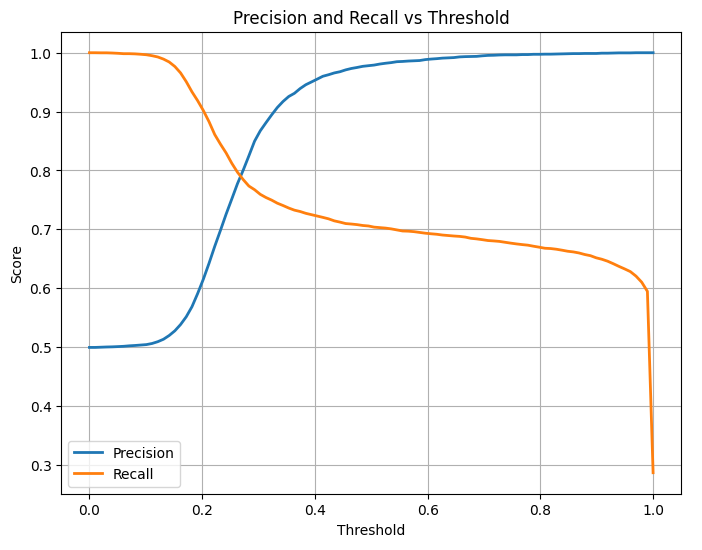 Precision and Recall vs Threshold
1.0
0.9
0.8
0.7
0.6
0.5
0.4
0.3
Score
Precision
Recall
0.0 0.2 0.4 0.6 0.8 1.0
Threshold